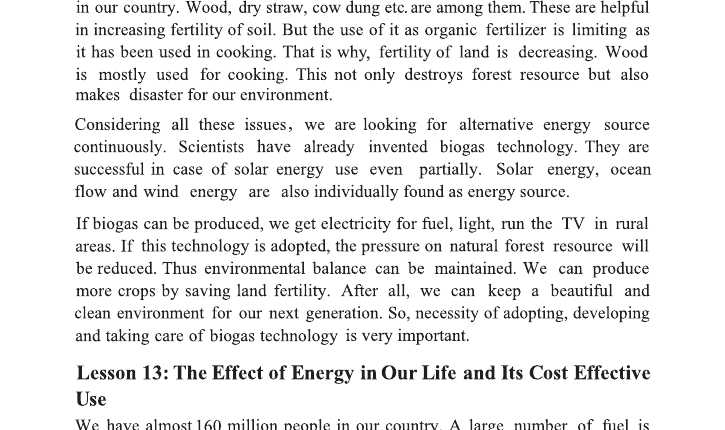 in our country. Wood, dry straw, cow dung etc. are among them. These are helpful
in increasing fertility of soil. But the use of it as organic fertilizer is limiting as
it has been used in cooking. That is why, fertility of land is decreasing. Wood
is mostly used for cooking. This not only destroys forest resource but also
makes disaster for our environment.
Considering all these issues, we are looking for alternative energy source
continuously. Scientists have already invented biogas technology. They are
successful in case of solar energy use even partially. Solar energy, ocean
flow and wind energy are also individually found as energy source.
If biogas can be produced, we get electricity for fuel, light, run the TV in rural
areas. If this technology is adopted, the pressure on natural forest resource will
be reduced. Thus environmental balance can be maintained. We can produce
more crops by saving land fertility. After all, we can keep a beautiful and
clean environment for our next generation. So, necessity of adopting, developing
and taking care of biogas technology is very important.
Lesson 13: The Effect of Energy in Our Life and Its Cost Effective
Use
We have almost 160 million people in our country. A large number of fuel is